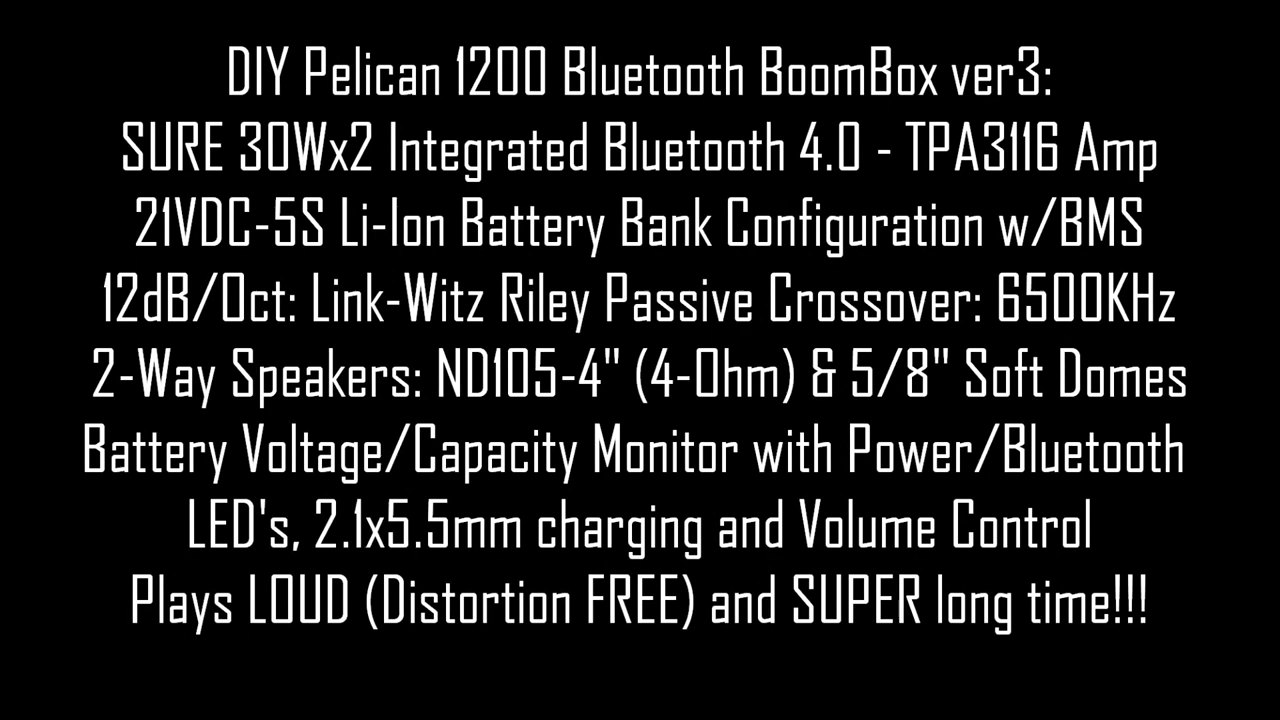 DIY Pelican 1200 Bluetooth BoomBox ver3:
SURE 30Wx2 Integrated Bluetooth 4.0 - TPA3116 Amp
21VDC-5S Li-Ion Battery Bank Configuration w/BMS
12dB/Oct: Link-Witz Riley Passive Crossover: 6500KHz
2-Way Speakers: ND105-4" (4-Ohm) & 5/8" Soft Domes
Battery Voltage/Capacity Monitor with Power/Bluetooth
LED's, 2.1x5.5mm charging and Volume Control
Plays LOUD (Distortion FREE) and SUPER long time!!!